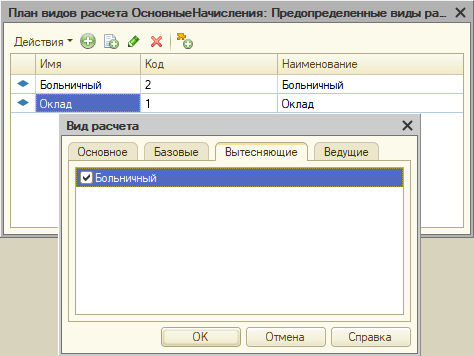 План видов расчета ОсновныеНачисления: Предопределенные виды ра...
Действия
Имя Код Наименование
Больничный 2 Больничный
Оклад 1 Оклад
Вид расчета
Основное Базовые Вытесняющие Ведущие
Больничный
OK Отмена Справка